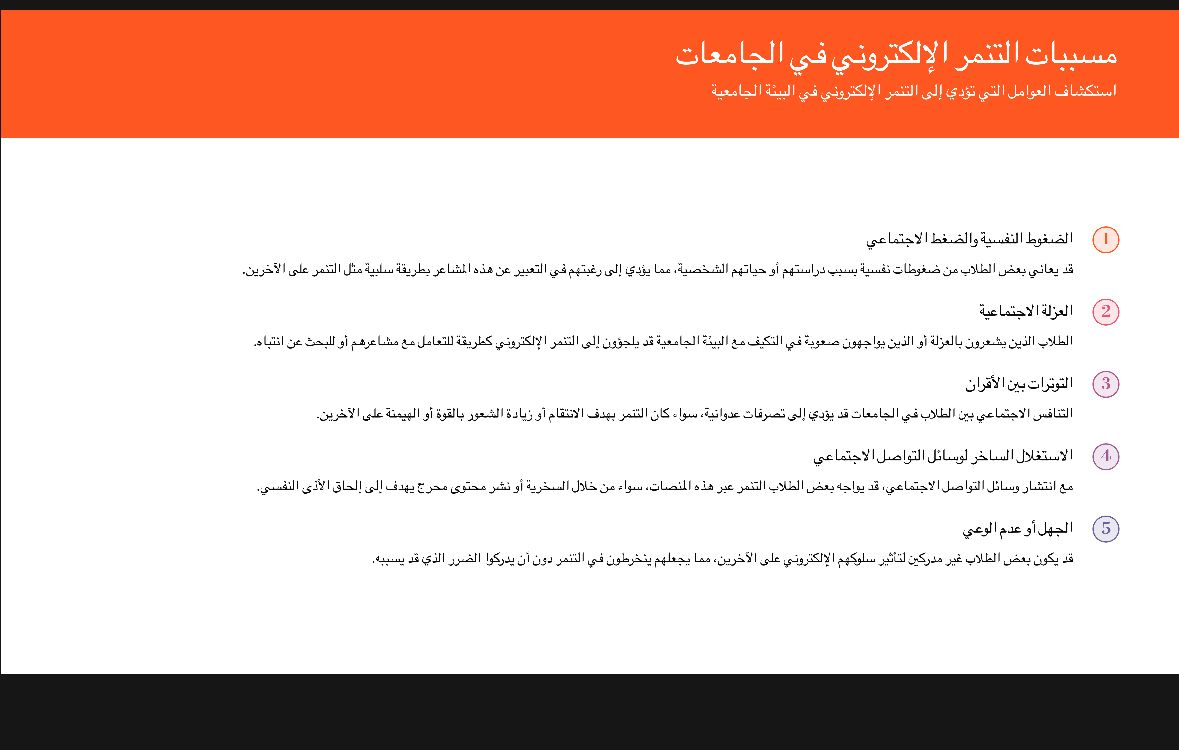 مسببات التنمر الإلكتروني في الجامعات
استكشاف العوامل التي تؤدي إلى التنمر الإلكتروني في البيئة الجامعية
1
الضغوط النفسية والضغط الاجتماعي
قد يعاني بعض الطلاب من ضغوطات نفسية بسبب دراستهم أو حياتهم الشخصية، مما يؤدي إلى رغبتهم في التعبير عن هذه المشاعر بطريقة سلبية مثل التنمر على الآخرين.
2
العزلة الاجتماعية
الطلاب الذين يشعرون بالعزلة أو الذين يواجهون صعوبة في التكيف مع البيئة الجامعية قد يلجؤون إلى التنمر الإلكتروني كطريقة للتعامل مع مشاعرهم أو للبحث عن انتباه.
3
التوترات بين الأقران
التنافس الاجتماعي بين الطلاب في الجامعات قد يؤدي إلى تصرفات عدوانية، سواء كان التنمر بهدف الانتقام أو زيادة الشعور بالقوة أو الهيمنة على الآخرين.
4
الاستغلال الساخر لوسائل التواصل الاجتماعي
مع انتشار وسائل التواصل الاجتماعي، قد يواجه بعض الطلاب التنمر عبر هذه المنصات، سواء من خلال السخرية أو نشر محتوى محرج يهدف إلى إلحاق الأذى النفسي.
5
الجهل أو عدم الوعي
قد يكون بعض الطلاب غير مدركين لتأثير سلوكهم الإلكتروني على الآخرين، مما يجعلهم ينخرطون في التنمر دون أن يدركوا الضرر الذي قد يسببه.